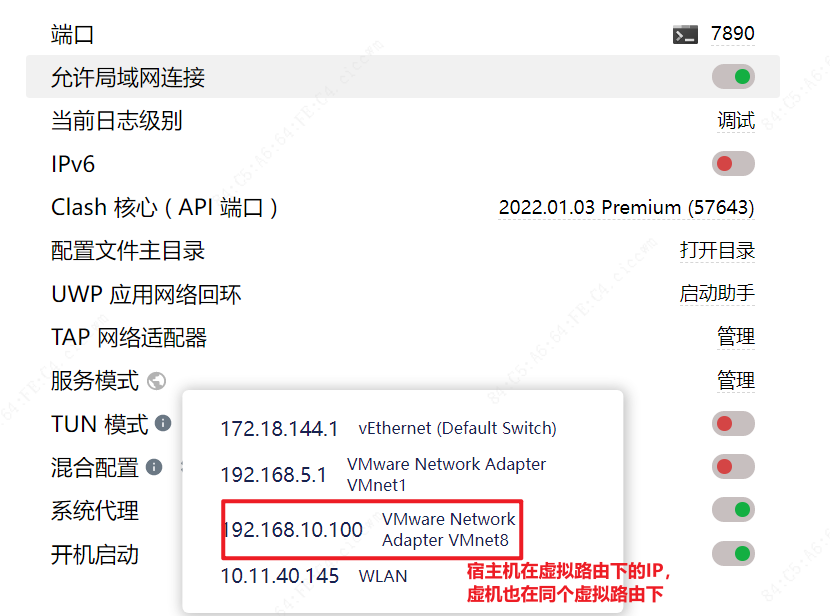 端口 7890
允许局域网连接
当前日志级别 调试
IPv6
Clash 核心 ( API 端口 ) 2022.01.03 Premium (57643)
配置文件主目录 打开目录
UWP 应用网络回环 启动助手
TAP 网络适配器 管理
服务模式 管理
TUN 模式
混合配置
系统代理
开机启动
172.18.144.1 vEthernet (Default Switch)
192.168.5.1 VMware Network Adapter
VMnet1
192.168.10.100 VMware Network
Adapter VMnet8
10.11.40.145 WLAN
宿主机在虚拟路由下的IP，
虚机也在同个虚拟路由下